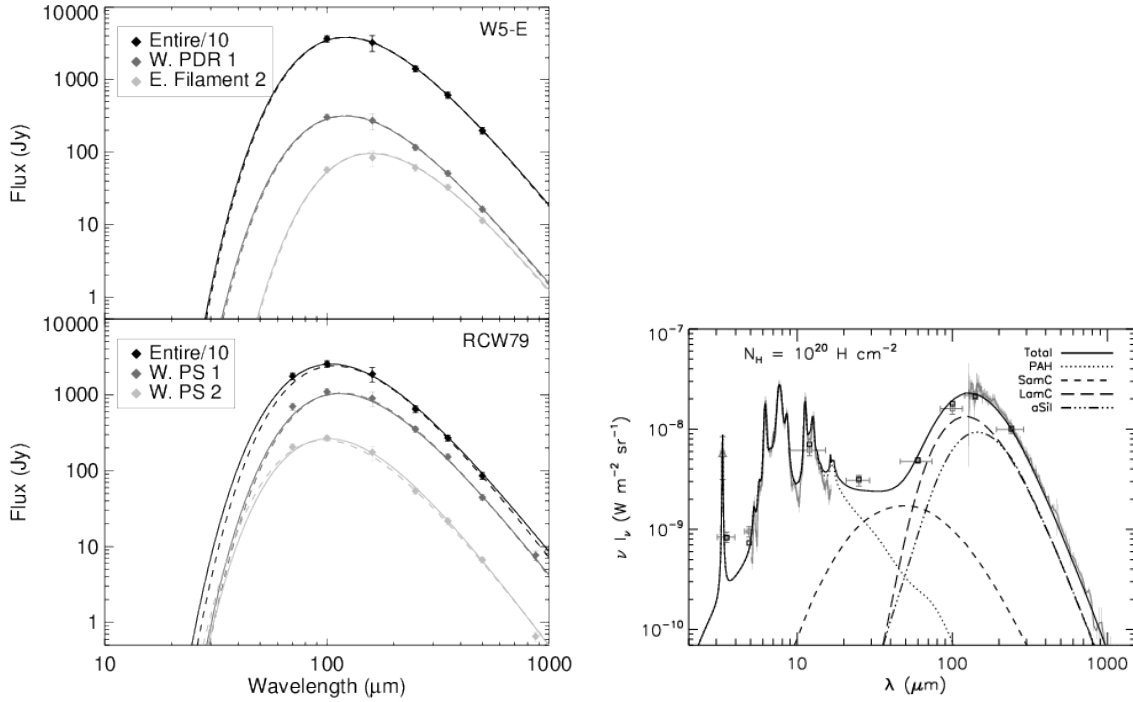 W5-E
Entire/10
W. PDR 1
E. Filament 2
Flux (Jy)
10000
1000
100
10
1
RCW79
Entire/10
W. PS 1
W. PS 2
Flux (Jy)
10000
1000
100
10
1
10 100 1000
Wavelength (μm)
N_H = 10^20 H cm^-2
Total
PAH
SamC
LamC
aSil
ν I_ν (W m^-2 sr^-1)
10^-7
10^-8
10^-9
10^-10
10 100 1000
λ (μm)